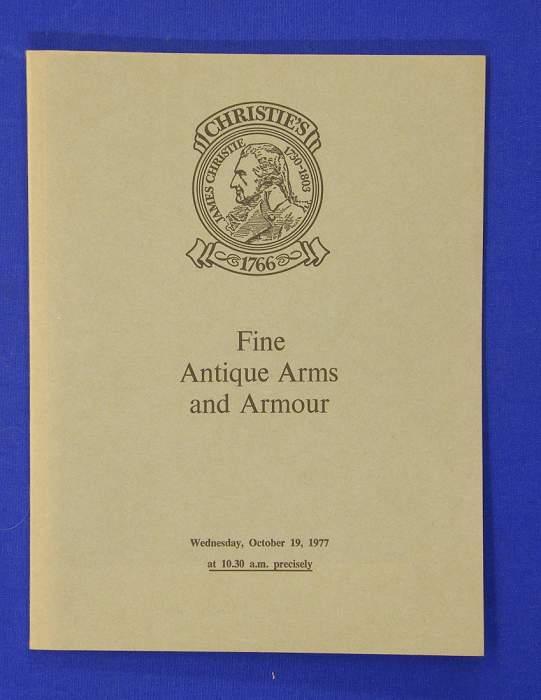 CHRISTIE'S
JAMES CHRISTIE 1730-1803
1766
Fine
Antique Arms
and Armour
Wednesday, October 19, 1977
at 10.30 a.m. precisely